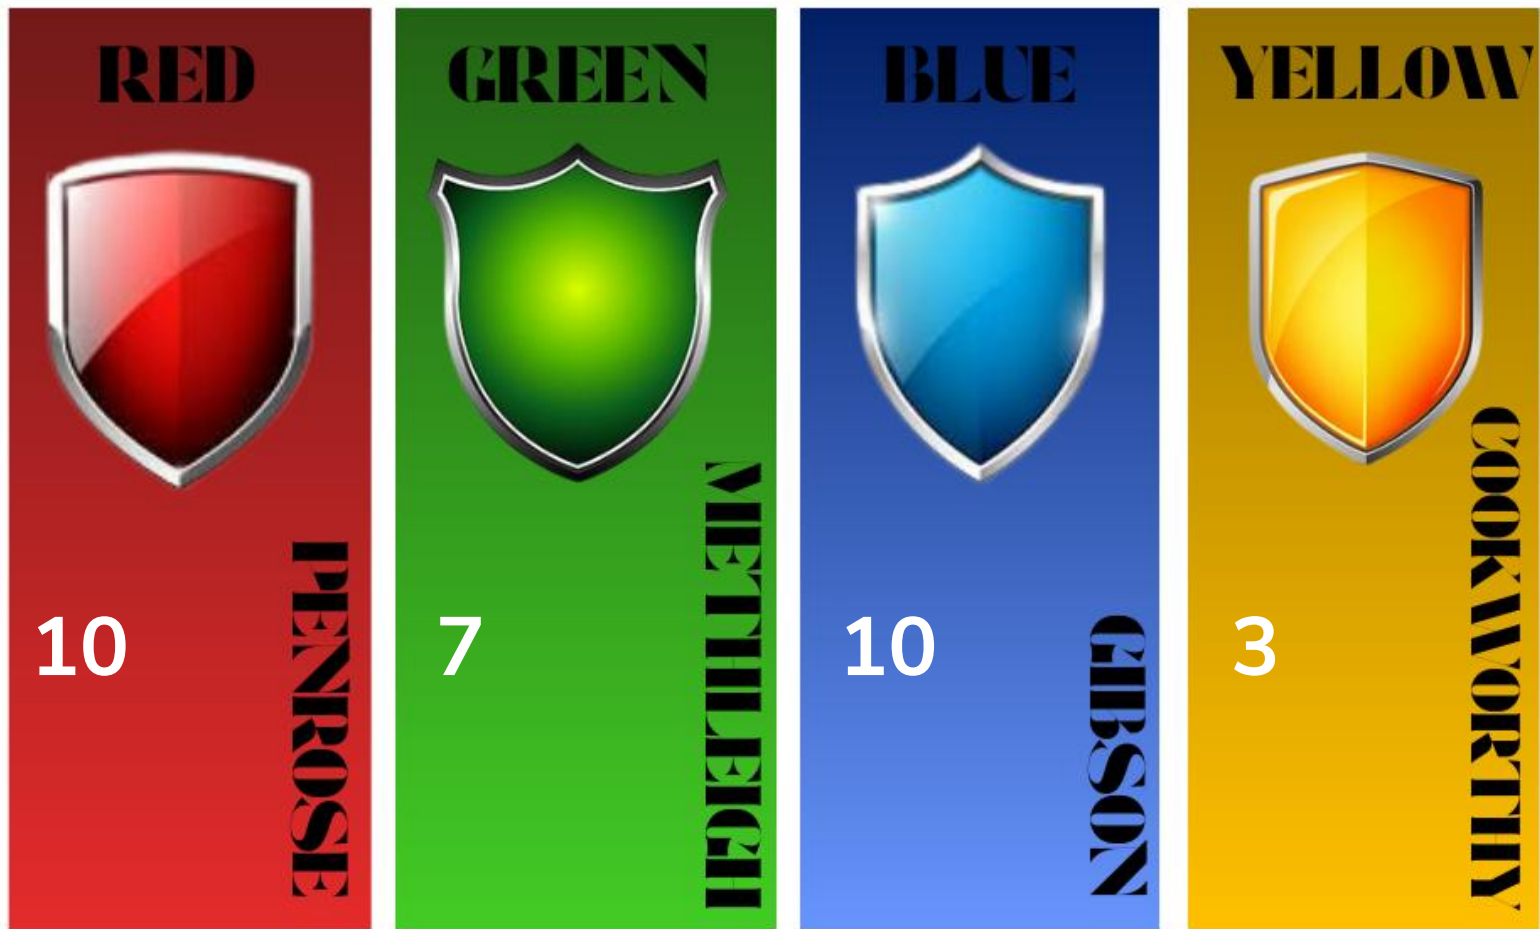 RED
PENROSE
10
GREEN
METHLEIGH
7
BLUE
GIBSON
10
YELLOW
COOKWORTHY
3